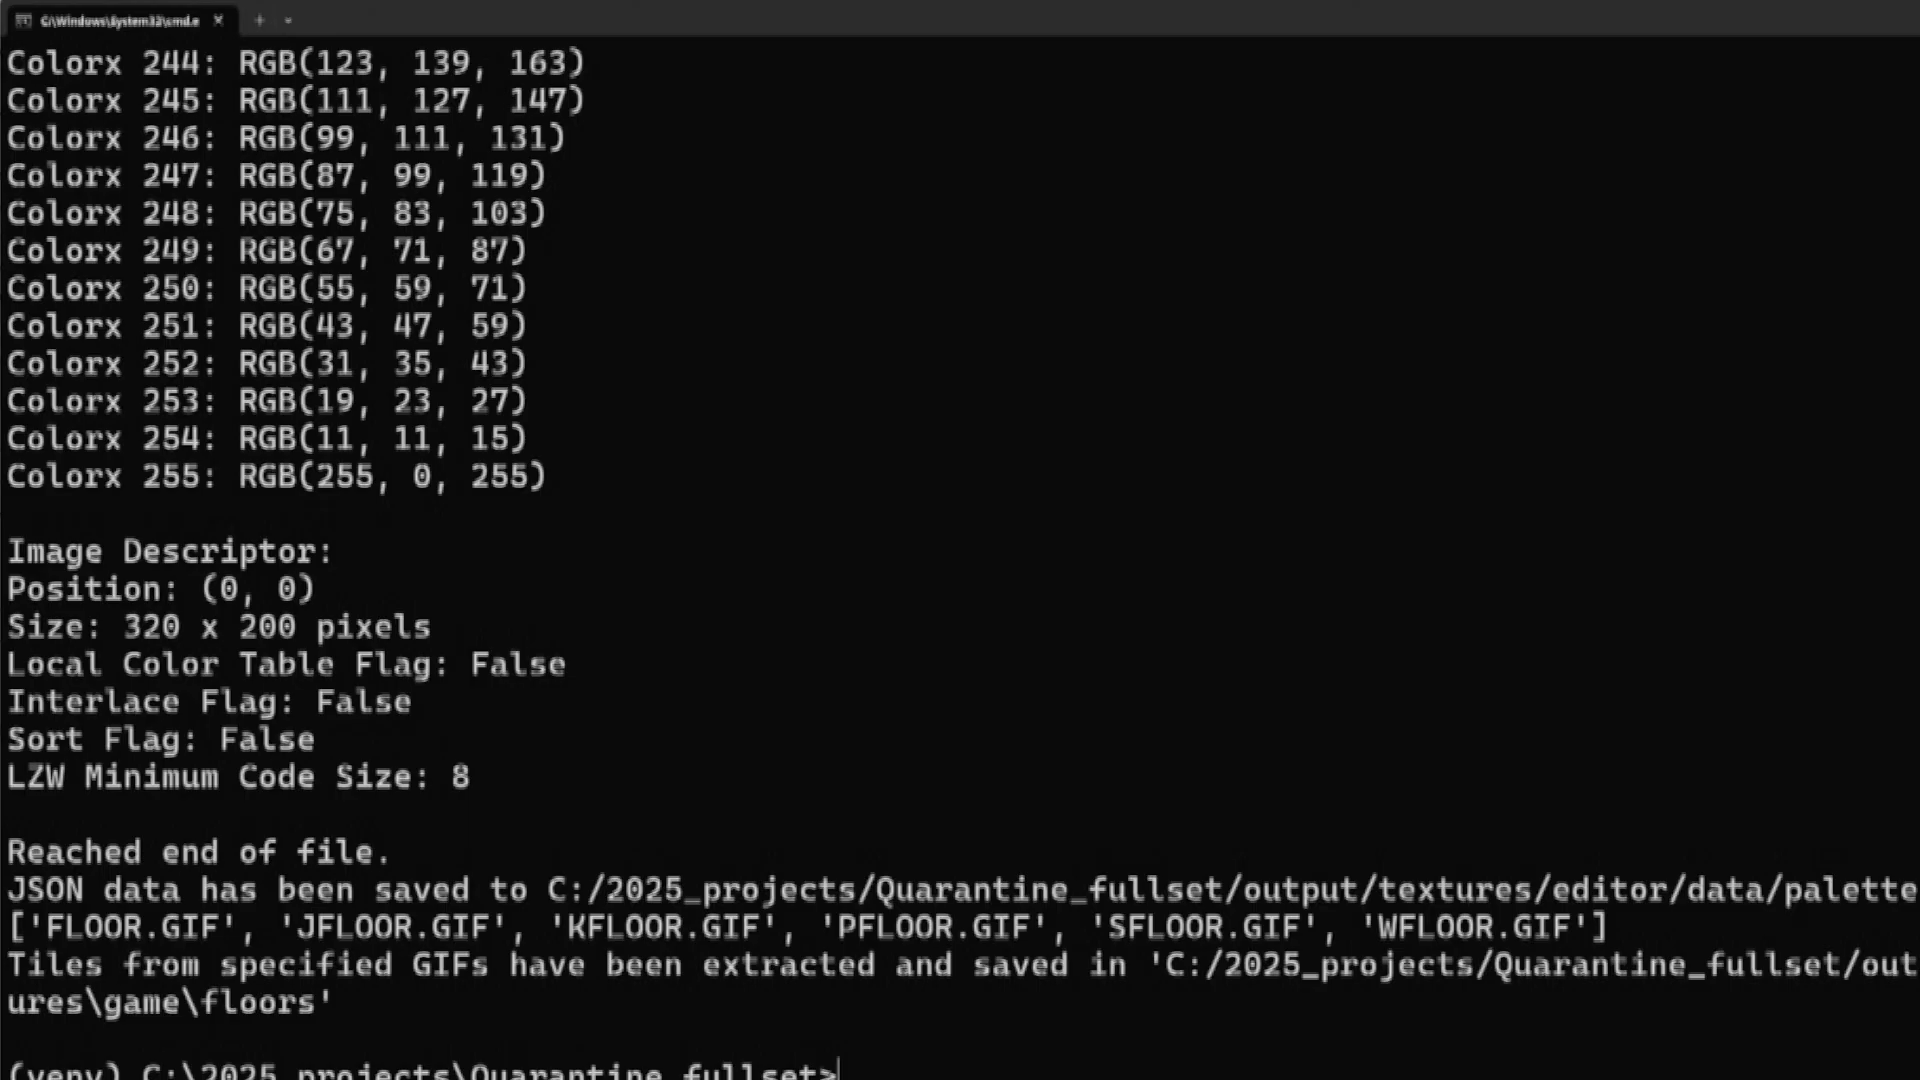 C:\Windows\System32\cmd.e
Colorx 244: RGB(123, 139, 163)
Colorx 245: RGB(111, 127, 147)
Colorx 246: RGB(99, 111, 131)
Colorx 247: RGB(87, 99, 119)
Colorx 248: RGB(75, 83, 103)
Colorx 249: RGB(67, 71, 87)
Colorx 250: RGB(55, 59, 71)
Colorx 251: RGB(43, 47, 59)
Colorx 252: RGB(31, 35, 43)
Colorx 253: RGB(19, 23, 27)
Colorx 254: RGB(11, 11, 15)
Colorx 255: RGB(255, 0, 255)
Image Descriptor:
Position: (0, 0)
Size: 320 x 200 pixels
Local Color Table Flag: False
Interlace Flag: False
Sort Flag: False
LZW Minimum Code Size: 8
Reached end of file.
JSON data has been saved to C:/2025_projects/Quarantine_fullset/output/textures/editor/data/palette
['FLOOR.GIF', 'JFLOOR.GIF', 'KFLOOR.GIF', 'PFLOOR.GIF', 'SFLOOR.GIF', 'WFLOOR.GIF']
Tiles from specified GIFs have been extracted and saved in 'C:/2025_projects/Quarantine_fullset/out
ures\game\floors'
(venv) C:\2025_projects\Quarantine_fullset>